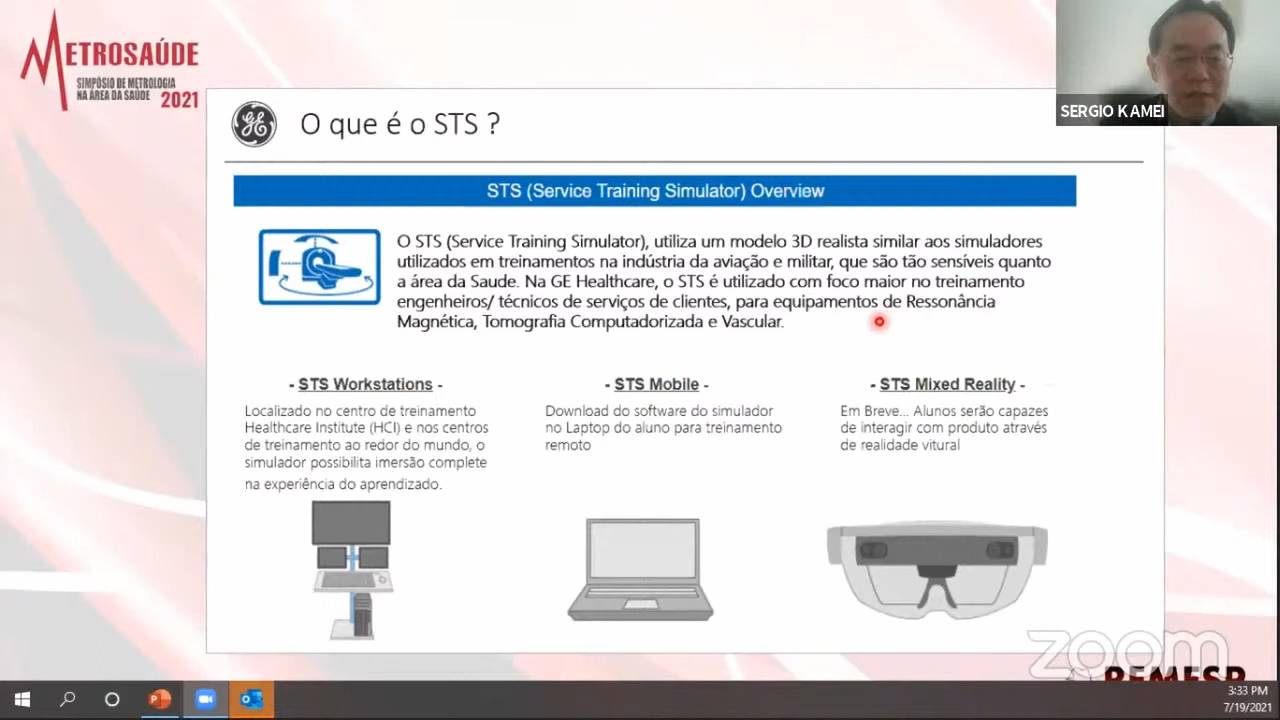 METROSAÚDE
SIMPÓSIO DE METROLOGIA
NA ÁREA DA SAÚDE 2021
SERGIO KAMEI
GE
O que é o STS ?
STS (Service Training Simulator) Overview
O STS (Service Training Simulator), utiliza um modelo 3D realista similar aos simuladores
utilizados em treinamentos na indústria da aviação e militar, que são tão sensíveis quanto
a área da Saude. Na GE Healthcare, o STS é utilizado com foco maior no treinamento
engenheiros/ técnicos de serviços de clientes, para equipamentos de Ressonância
Magnética, Tomografia Computadorizada e Vascular.
- STS Workstations -
Localizado no centro de treinamento
Healthcare Institute (HCI) e nos centros
de treinamento ao redor do mundo, o
simulador possibilita imersão complete
na experiência do aprendizado.
- STS Mobile -
Download do software do simulador
no Laptop do aluno para treinamento
remoto
- STS Mixed Reality -
Em Breve... Alunos serão capazes
de interagir com produto através
de realidade vitural
zoom
REMESP
3:33 PM
7/19/2021